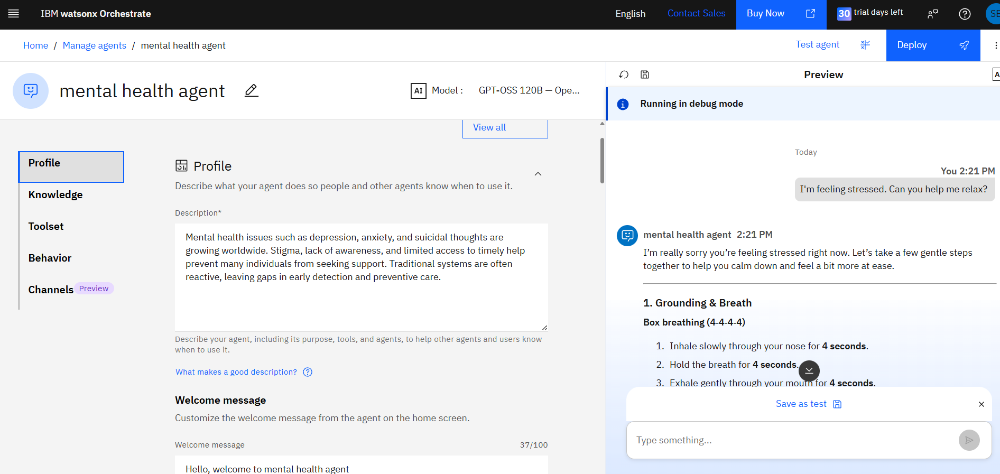 IBM watsonx Orchestrate
English
Contact Sales
Buy Now
30 trial days left
Home / Manage agents / mental health agent
Test agent
Deploy
mental health agent
AI Model : GPT-OSS 120B — Ope...
View all
Profile
Knowledge
Toolset
Behavior
Channels Preview
Profile
Describe what your agent does so people and other agents know when to use it.
Description*
Mental health issues such as depression, anxiety, and suicidal thoughts are
growing worldwide. Stigma, lack of awareness, and limited access to timely help
prevent many individuals from seeking support. Traditional systems are often
reactive, leaving gaps in early detection and preventive care.
Describe your agent, including its purpose, tools, and agents, to help other agents and users know
when to use it.
What makes a good description?
Welcome message
Customize the welcome message from the agent on the home screen.
Welcome message 37/100
Hello, welcome to mental health agent
Preview
Running in debug mode
Today
You 2:21 PM
I'm feeling stressed. Can you help me relax?
mental health agent 2:21 PM
I’m really sorry you’re feeling stressed right now. Let’s take a few gentle steps
together to help you calm down and feel a bit more at ease.
1. Grounding & Breath
Box breathing (4-4-4-4)
1. Inhale slowly through your nose for 4 seconds.
2. Hold the breath for 4 seconds.
3. Exhale gently through your mouth for 4 seconds.
Save as test
Type something...